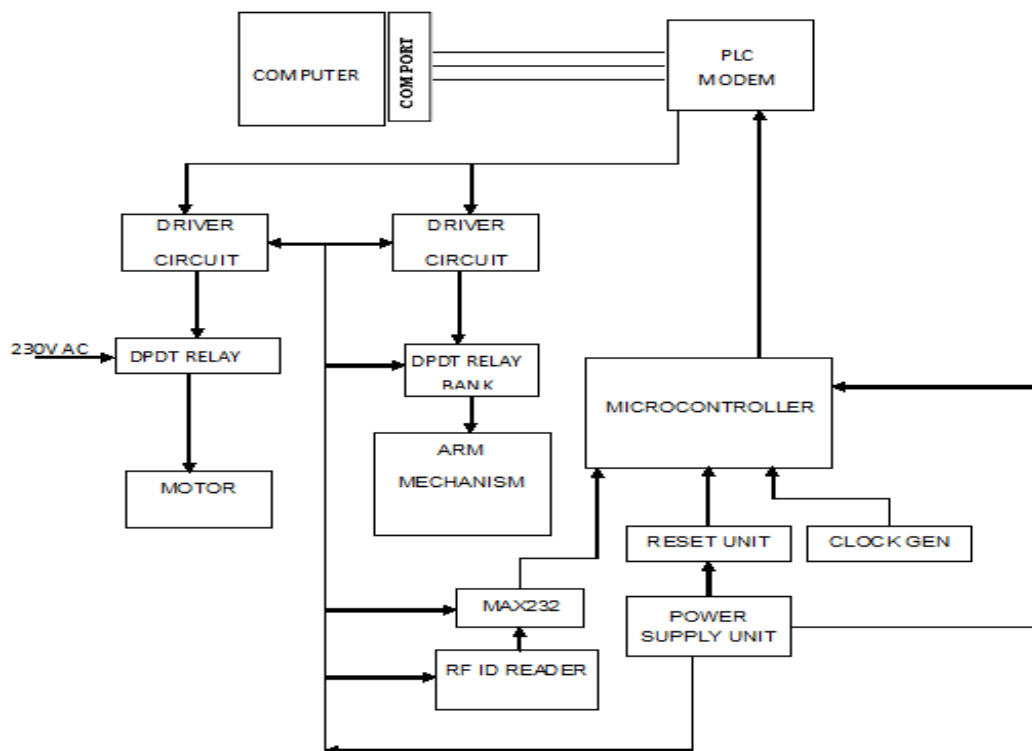 COMPUTER
COMPORT
PLC
MODEM
DRIVER
CIRCUIT
DRIVER
CIRCUIT
230V AC
DPDT RELAY
DPDT RELAY
BANK
MICROCONTROLLER
ARM
MECHANISM
MOTOR
RESET UNIT
CLOCK GEN
MAX232
POWER
SUPPLY UNIT
RF ID READER